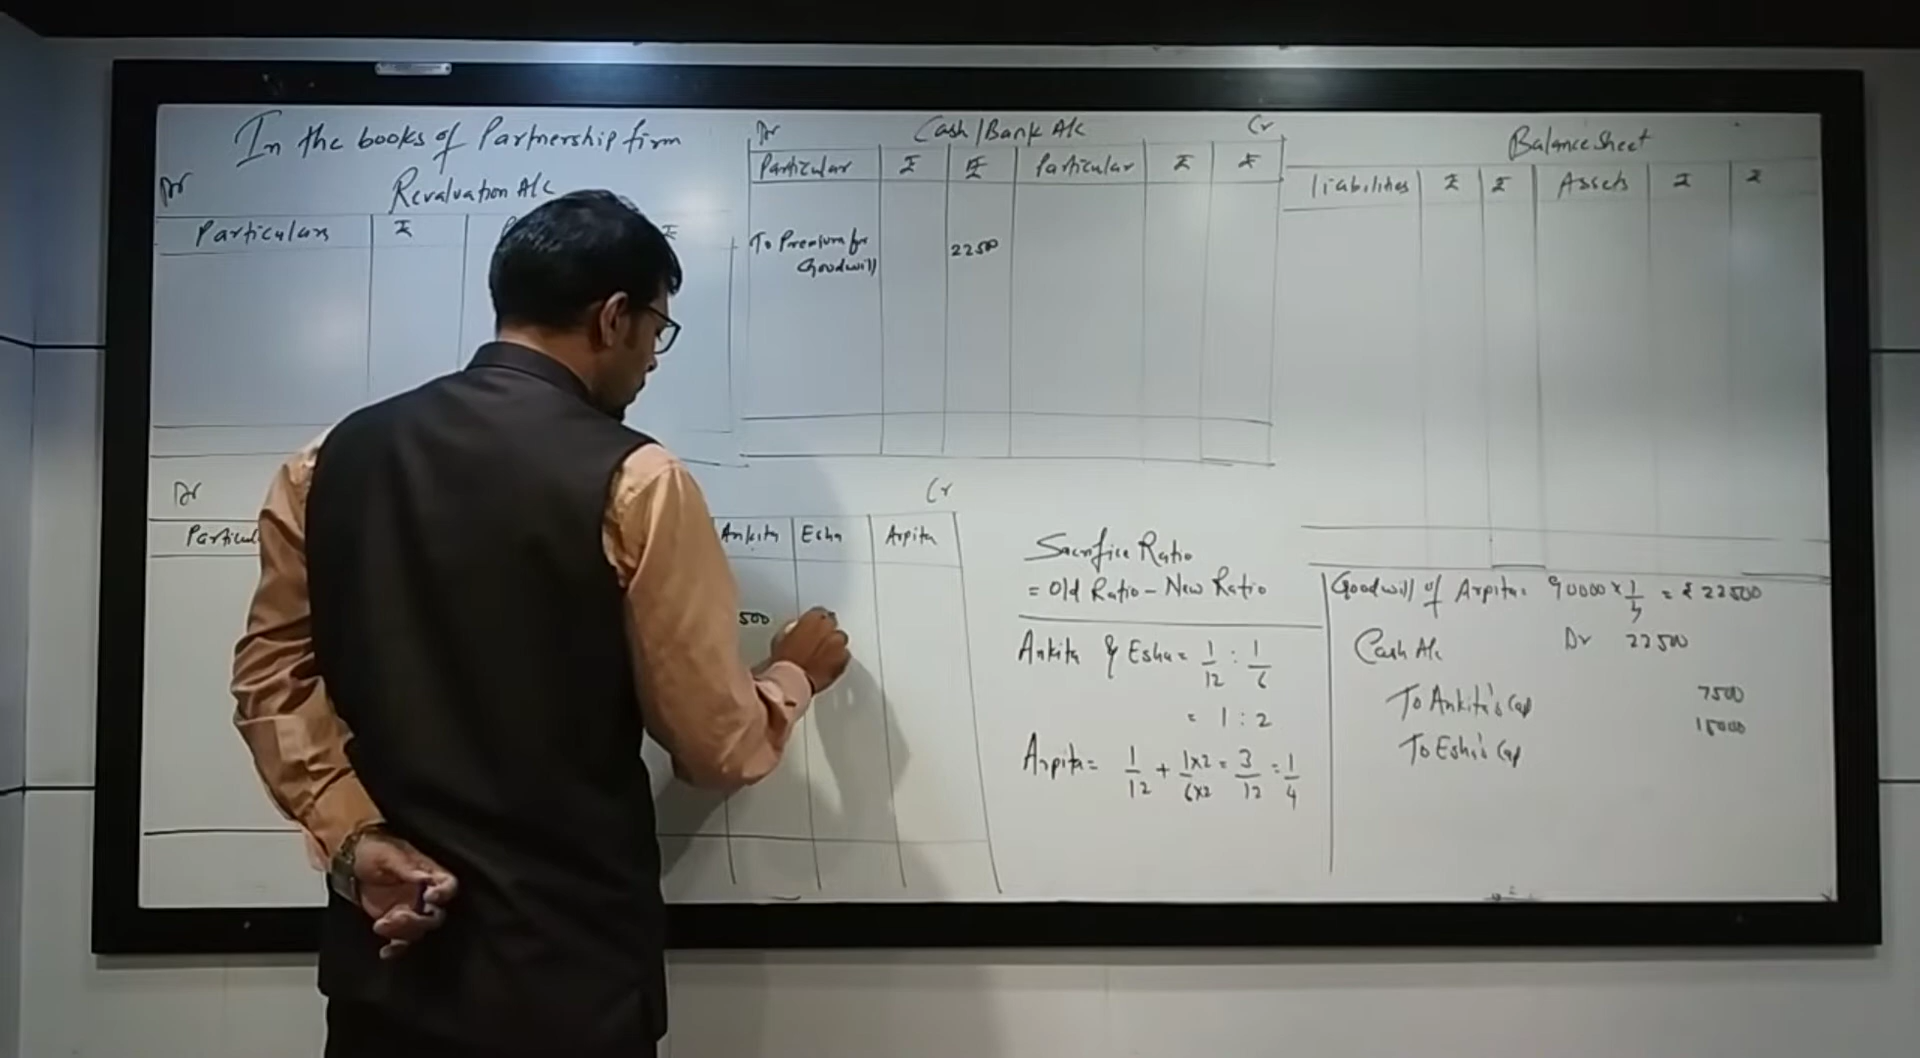 In the books of Partnership firm
Dr
Revaluation A/c
Particulars ₹ ₹
Dr Cash/Bank A/c Cr
Particular ₹ ₹ Particular ₹ ₹
To Premium for
Goodwill 22500
Balance Sheet
liabilities ₹ ₹ Assets ₹ ₹
Dr Cr
Ankita Esha Arpita
500
Sacrifice Ratio
= Old Ratio - New Ratio
Ankita & Esha = 1/12 : 1/6
= 1 : 2
Arpita = 1/12 + 1x2/6x2 = 3/12 = 1/4
Goodwill of Arpita = 90000 x 1/4 = ₹ 22500
Cash A/c Dr 22500
To Ankita's Cap 7500
To Esha's Cap 15000